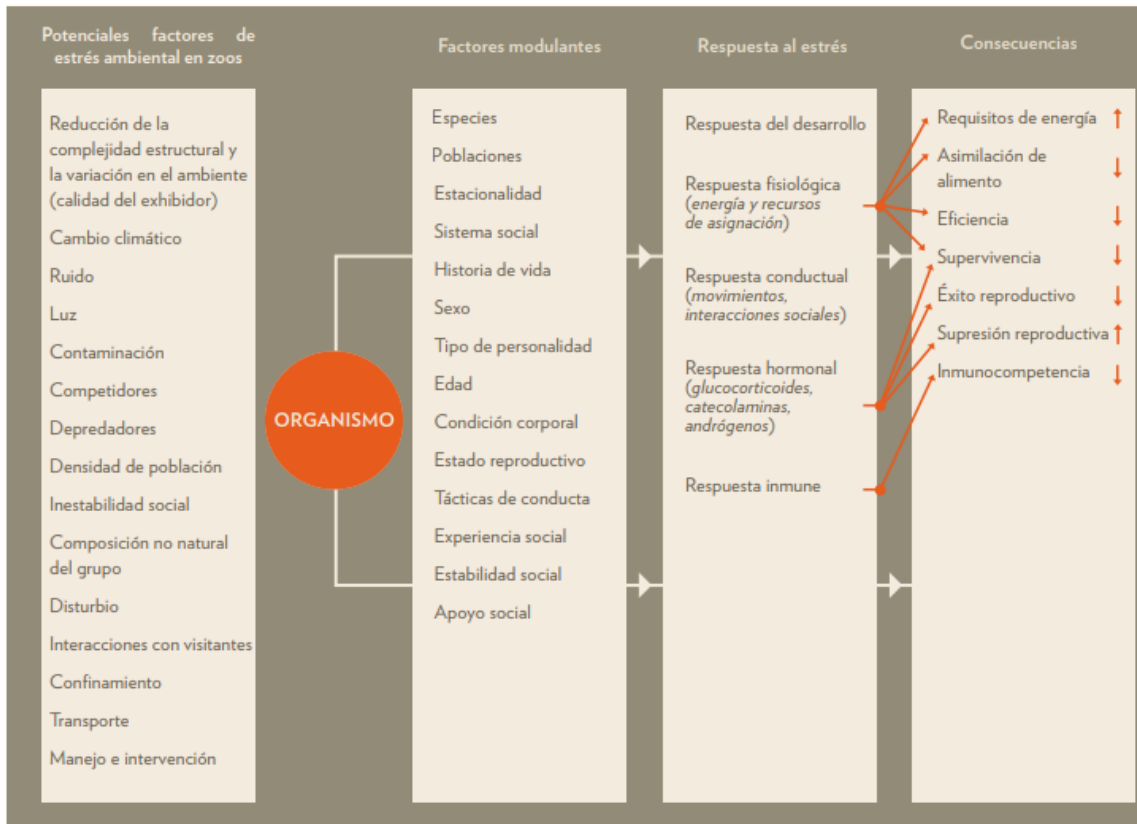 Potenciales factores de
estrés ambiental en zoos
Reducción de la
complejidad estructural y
la variación en el ambiente
(calidad del exhibidor)
Cambio climático
Ruido
Luz
Contaminación
Competidores
Depredadores
Densidad de población
Inestabilidad social
Composición no natural
del grupo
Disturbio
Interacciones con visitantes
Confinamiento
Transporte
Manejo e intervención
ORGANISMO
Factores modulantes
Especies
Poblaciones
Estacionalidad
Sistema social
Historia de vida
Sexo
Tipo de personalidad
Edad
Condición corporal
Estado reproductivo
Tácticas de conducta
Experiencia social
Estabilidad social
Apoyo social
Respuesta al estrés
Respuesta del desarrollo
Respuesta fisiológica
(energía y recursos
de asignación)
Respuesta conductual
(movimientos,
interacciones sociales)
Respuesta hormonal
(glucocorticoides,
catecolaminas,
andrógenos)
Respuesta inmune
Consecuencias
Requisitos de energía ↑
Asimilación de
alimento ↓
Eficiencia ↓
Supervivencia ↓
Éxito reproductivo ↓
Supresión reproductiva ↑
Inmunocompetencia ↓